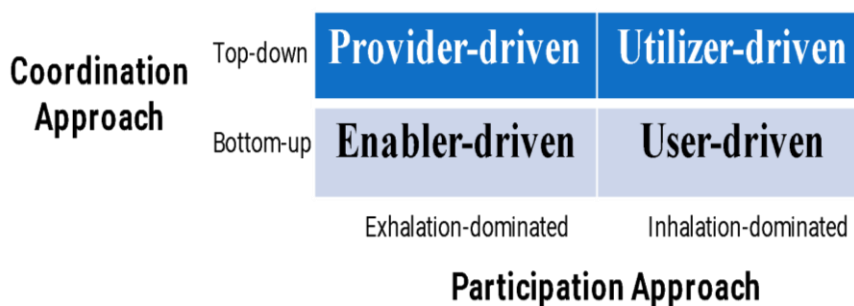 Coordination Approach
Top-down
Provider-driven
Utilizer-driven
Bottom-up
Enabler-driven
User-driven
Exhalation-dominated
Inhalation-dominated
Participation Approach